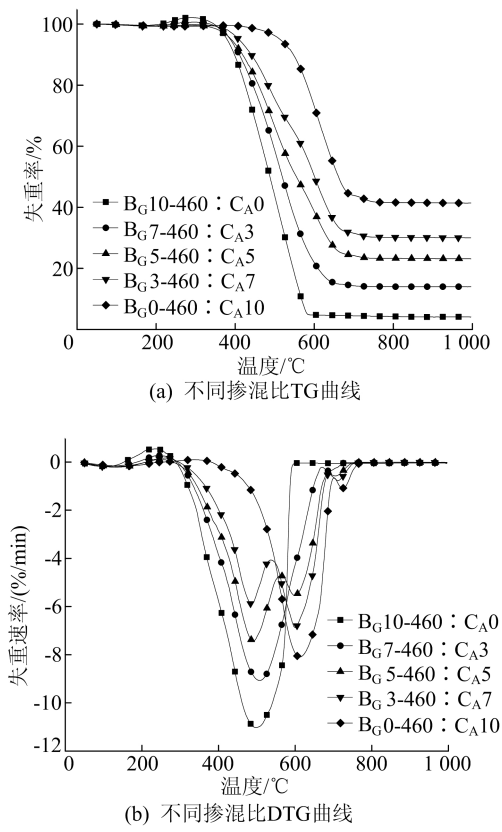 100
80
60
40
20
失重率/%
B_G10-460：C_A0
B_G7-460：C_A3
B_G5-460：C_A5
B_G3-460：C_A7
B_G0-460：C_A10
0 200 400 600 800 1 000
温度/℃
(a) 不同掺混比TG曲线
0
-2
-4
-6
-8
-10
-12
失重速率/(%/min)
B_G10-460：C_A0
B_G7-460：C_A3
B_G5-460：C_A5
B_G3-460：C_A7
B_G0-460：C_A10
0 200 400 600 800 1 000
温度/℃
(b) 不同掺混比DTG曲线